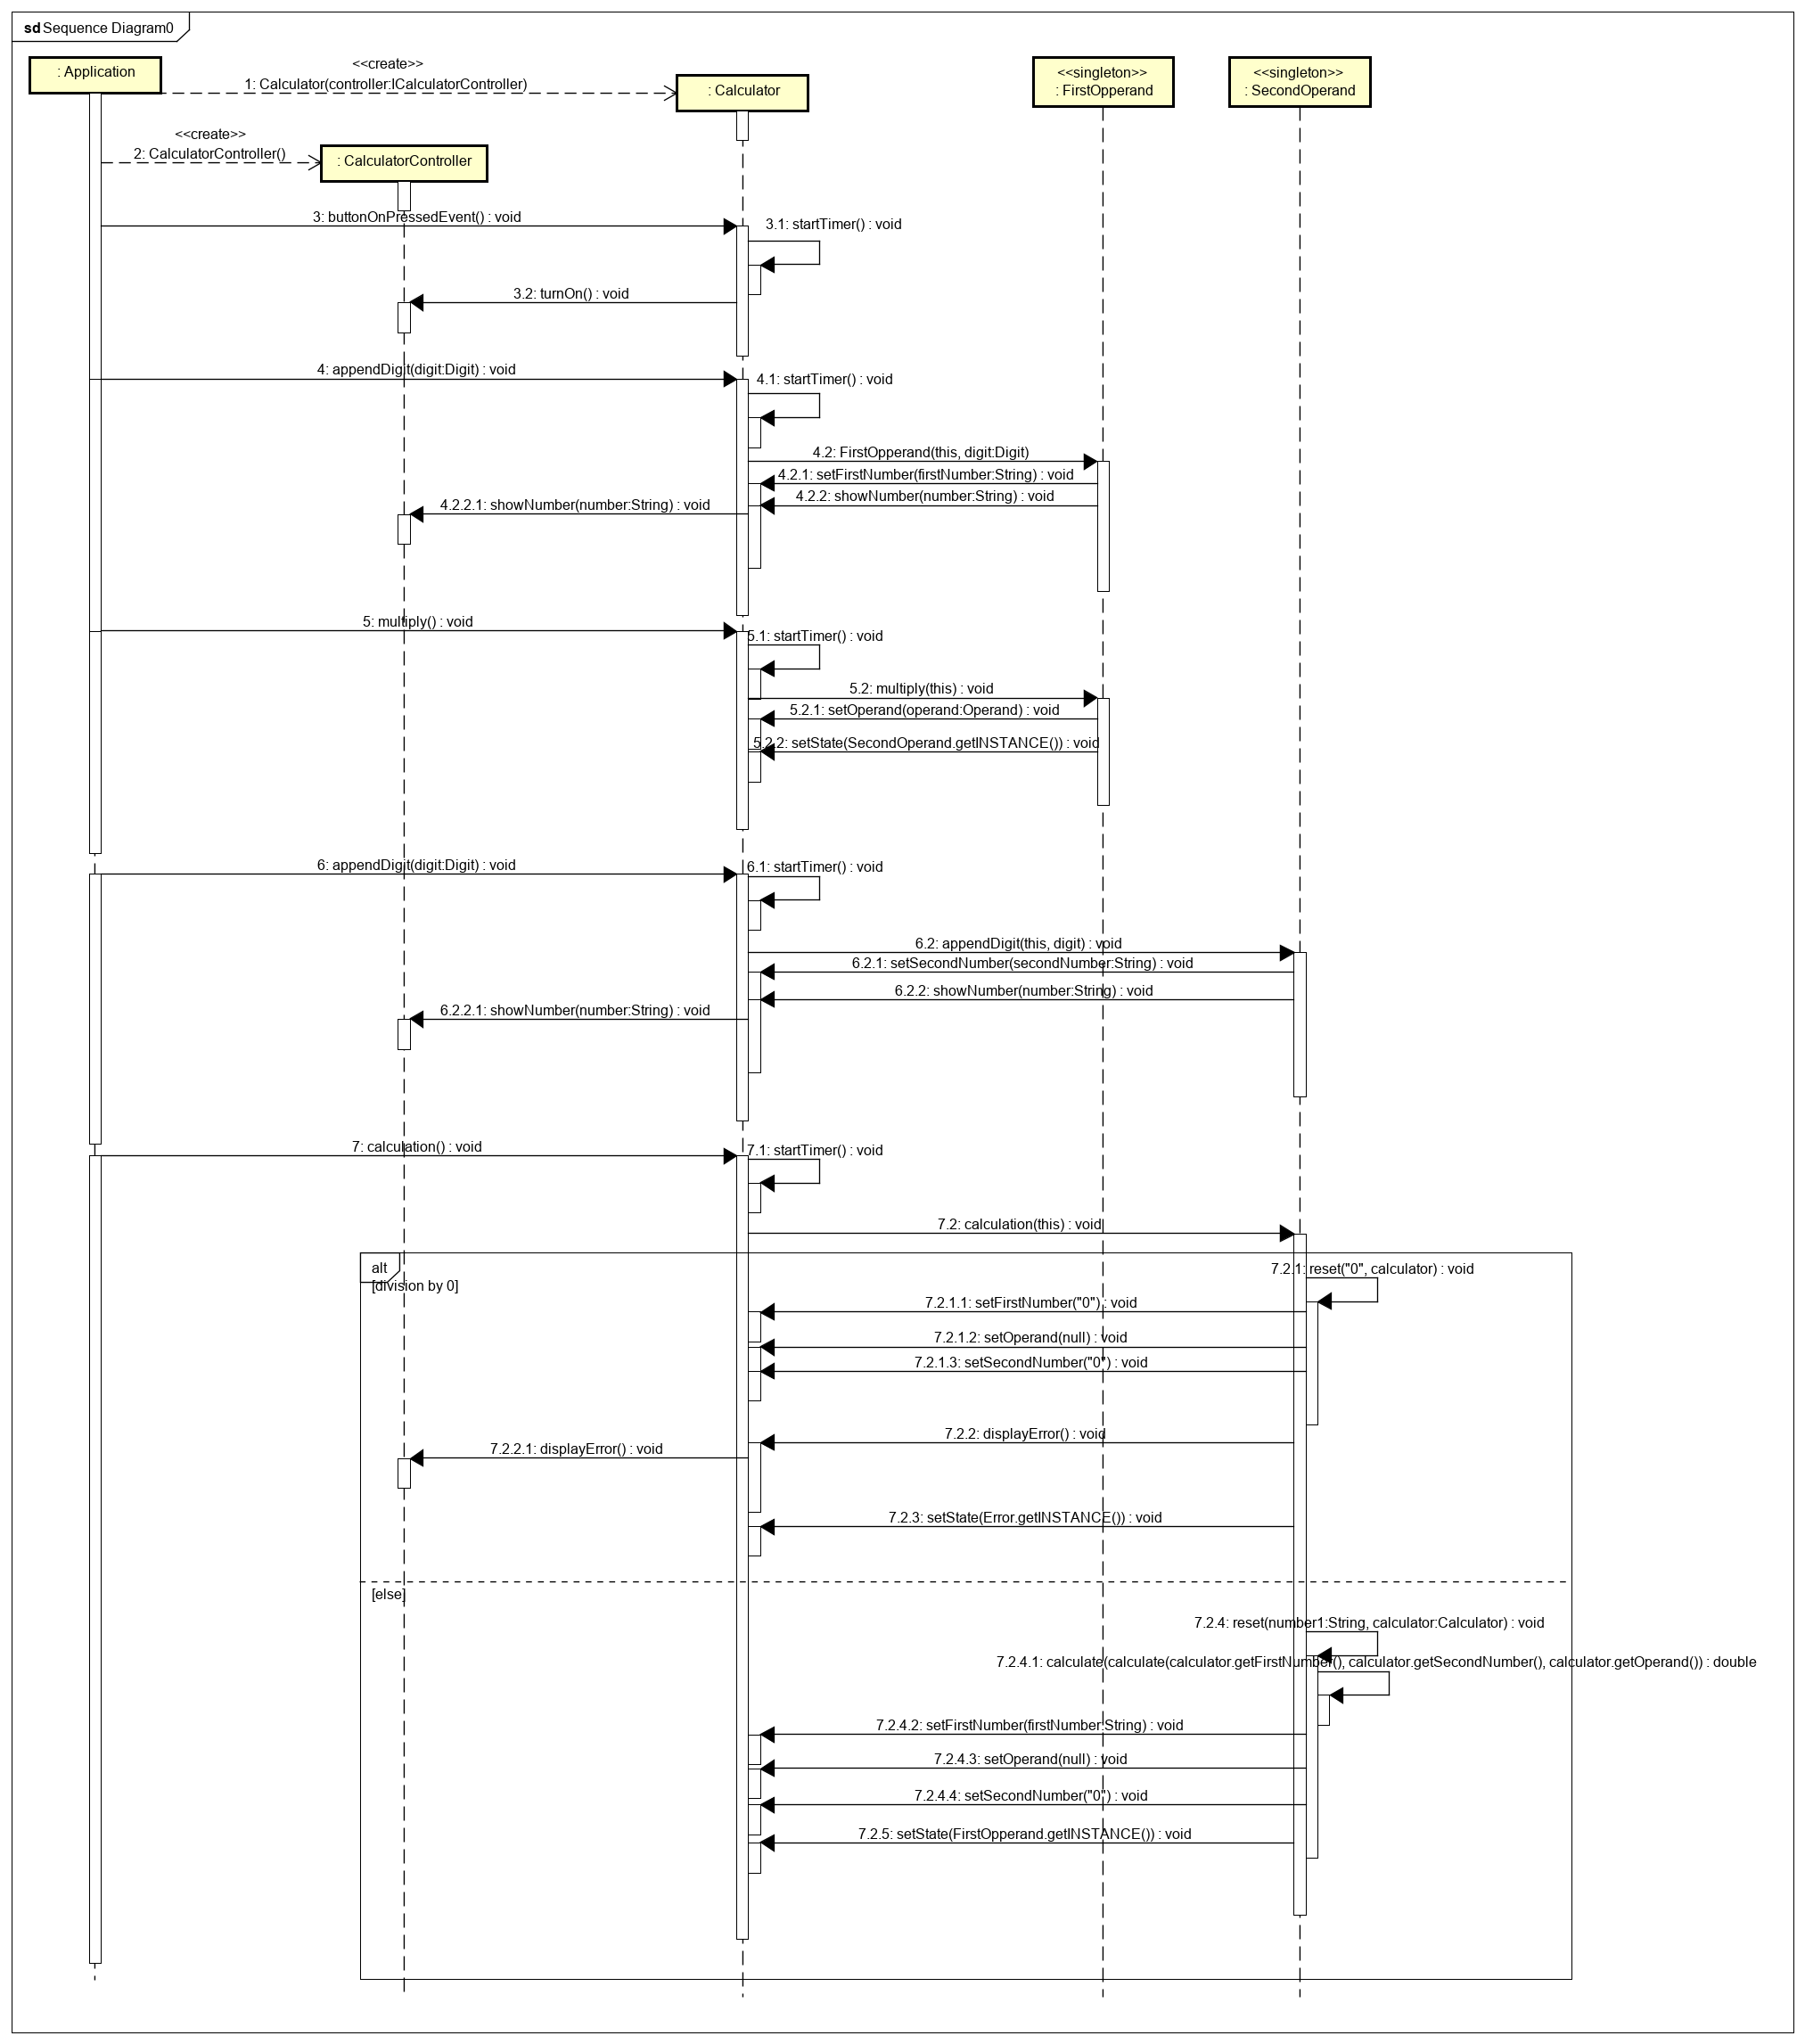 sd Sequence Diagram0
: Application
<<create>>
1: Calculator(controller:ICalculatorController)
: Calculator
<<singleton>>
: FirstOpperand
<<singleton>>
: SecondOperand
<<create>>
2: CalculatorController()
: CalculatorController
3: buttonOnPressedEvent() : void
3.1: startTimer() : void
3.2: turnOn() : void
4: appendDigit(digit:Digit) : void
4.1: startTimer() : void
4.2: FirstOpperand(this, digit:Digit)
4.2.1: setFirstNumber(firstNumber:String) : void
4.2.2: showNumber(number:String) : void
4.2.2.1: showNumber(number:String) : void
5: multiply() : void
5.1: startTimer() : void
5.2: multiply(this) : void
5.2.1: setOperand(operand:Operand) : void
5.2.2: setState(SecondOperand.getINSTANCE()) : void
6: appendDigit(digit:Digit) : void
6.1: startTimer() : void
6.2: appendDigit(this, digit) : void
6.2.1: setSecondNumber(secondNumber:String) : void
6.2.2: showNumber(number:String) : void
6.2.2.1: showNumber(number:String) : void
7: calculation() : void
7.1: startTimer() : void
7.2: calculation(this) : void
alt
[division by 0]
7.2.1: reset("0", calculator) : void
7.2.1.1: setFirstNumber("0") : void
7.2.1.2: setOperand(null) : void
7.2.1.3: setSecondNumber("0") : void
7.2.2: displayError() : void
7.2.2.1: displayError() : void
7.2.3: setState(Error.getINSTANCE()) : void
[else]
7.2.4: reset(number1:String, calculator:Calculator) : void
7.2.4.1: calculate(calculate(calculator.getFirstNumber(), calculator.getSecondNumber(), calculator.getOperand()) : double
7.2.4.2: setFirstNumber(firstNumber:String) : void
7.2.4.3: setOperand(null) : void
7.2.4.4: setSecondNumber("0") : void
7.2.5: setState(FirstOpperand.getINSTANCE()) : void